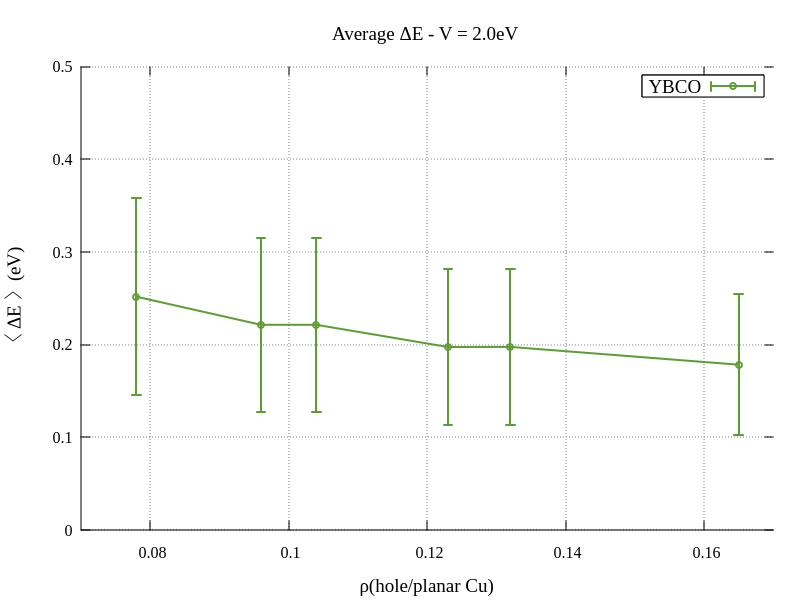 Average ΔE - V = 2.0eV
YBCO
0.5
0.4
0.3
0.2
0.1
0
〈 ΔE 〉 (eV)
0.08
0.1
0.12
0.14
0.16
ρ(hole/planar Cu)